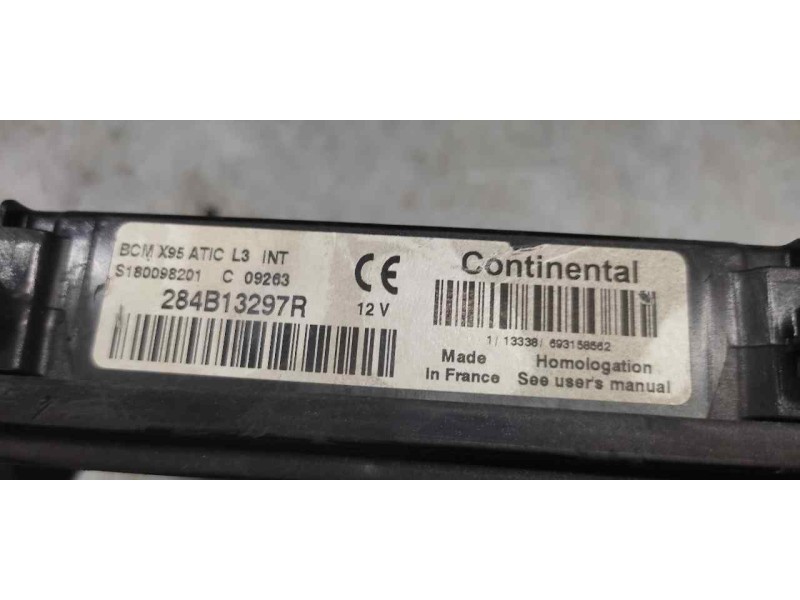 BCM X95 ATIC L3 INT
S180098201 C 09263
284B13297R
12 V
CE
Continental
1/ 13338/ 693158562
Made
in France
Homologation
See user's manual